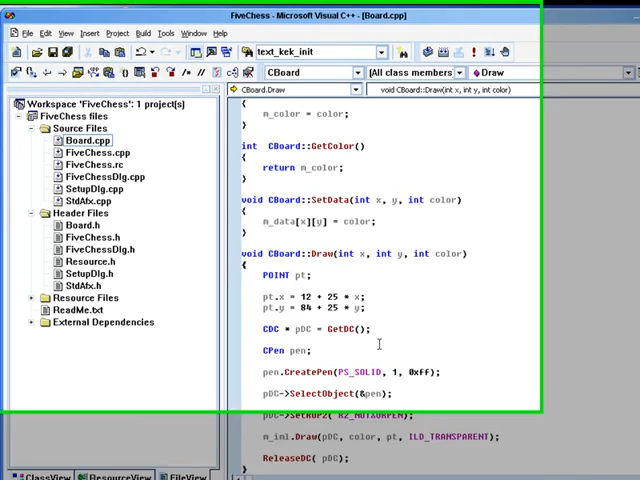 FiveChess - Microsoft Visual C++ - [Board.cpp]
File Edit View Insert Project Build Tools Window Help
text_kek_init
CBoard (All class members) Draw
CBoard.Draw void CBoard::Draw(int x, int y, int color)
Workspace 'FiveChess': 1 project(s)
FiveChess files
Source Files
Board.cpp
FiveChess.cpp
FiveChess.rc
FiveChessDlg.cpp
SetupDlg.cpp
StdAfx.cpp
Header Files
Board.h
FiveChess.h
FiveChessDlg.h
Resource.h
SetupDlg.h
StdAfx.h
Resource Files
ReadMe.txt
External Dependencies
ClassView ResourceView FileView
{
m_color = color;
}
int CBoard::GetColor()
{
return m_color;
}
void CBoard::SetData(int x, y, int color)
{
m_data[x][y] = color;
}
void CBoard::Draw(int x, int y, int color)
{
POINT pt;
pt.x = 12 + 25 * x;
pt.y = 84 + 25 * y;
CDC * pDC = GetDC();
CPen pen;
pen.CreatePen(PS_SOLID, 1, 0xff);
pDC->SelectObject(&pen);
pDC->SetROP2( R2_NOTXORPEN);
m_iml.Draw(pDC, color, pt, ILD_TRANSPARENT);
ReleaseDC( pDC);
}